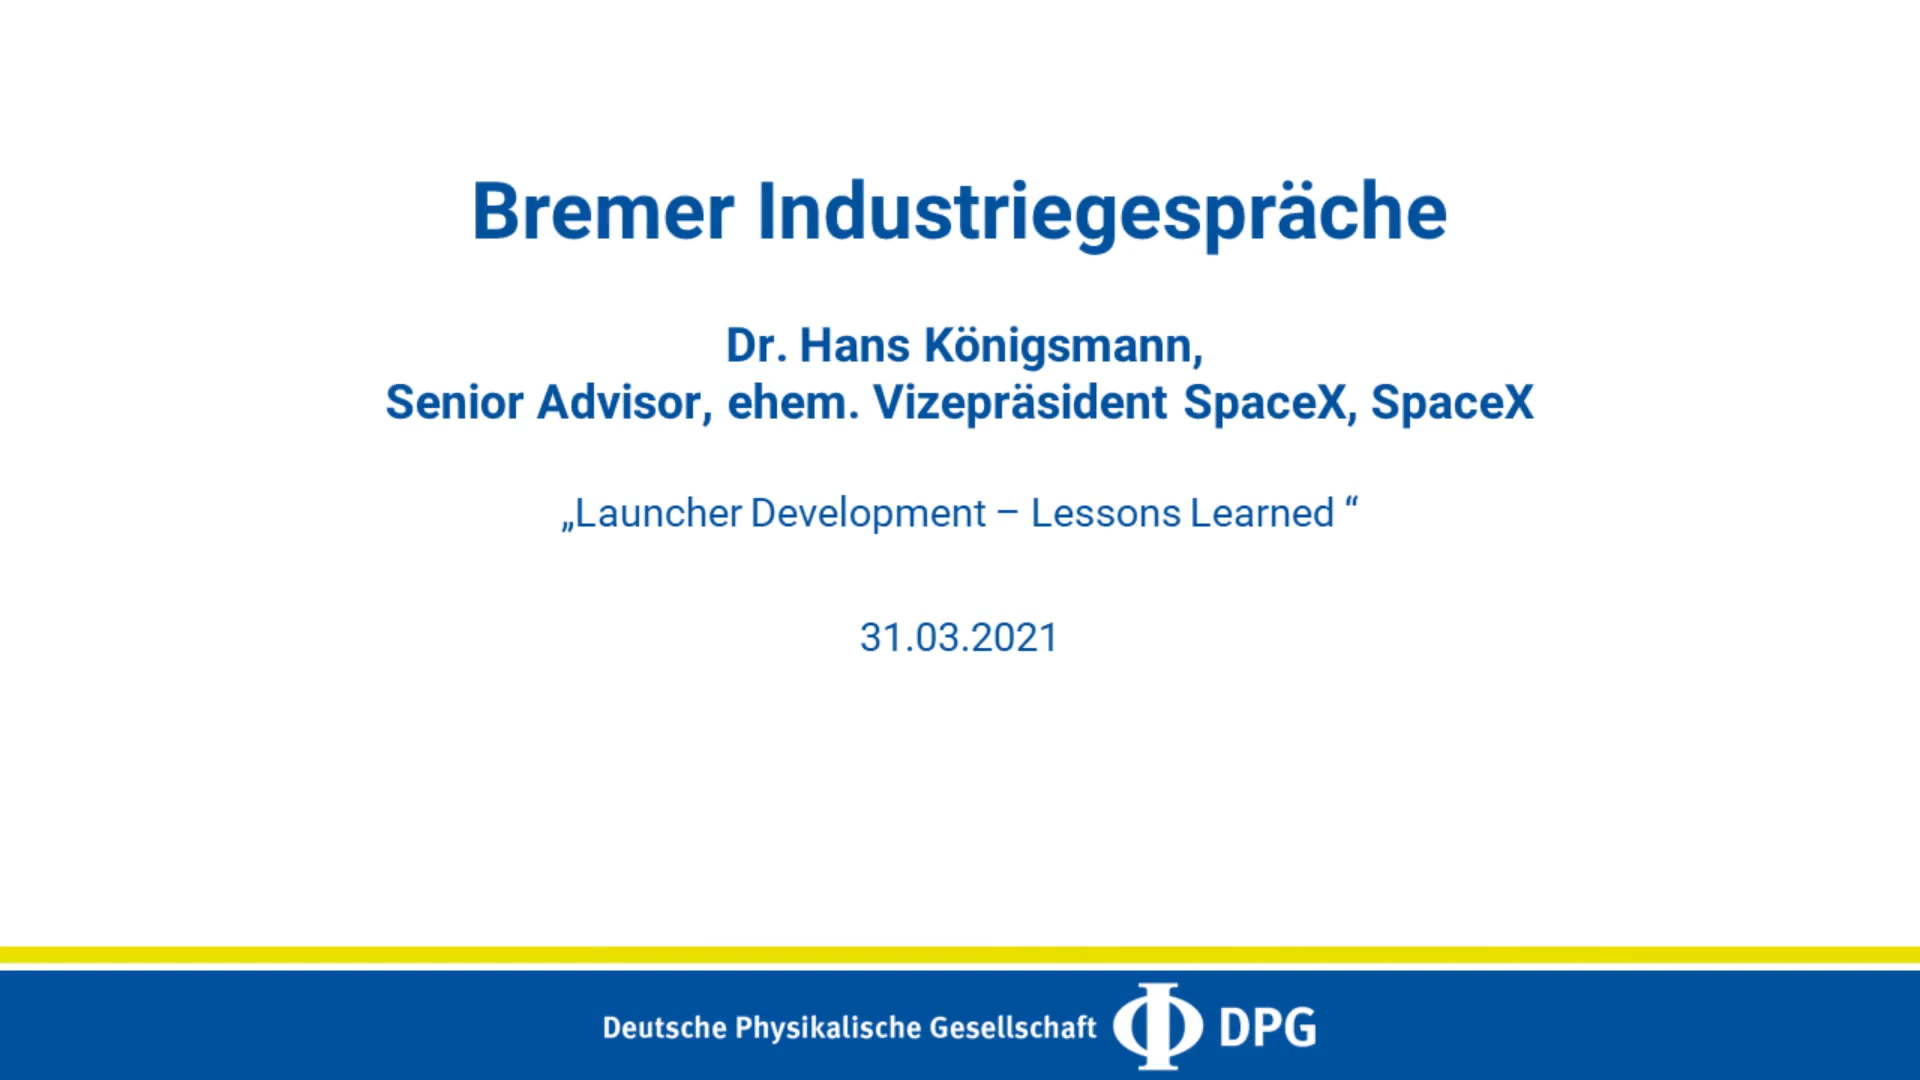 Bremer Industriegespräche
Dr. Hans Königsmann,
Senior Advisor, ehem. Vizepräsident SpaceX, SpaceX
„Launcher Development – Lessons Learned “
31.03.2021
Deutsche Physikalische Gesellschaft DPG